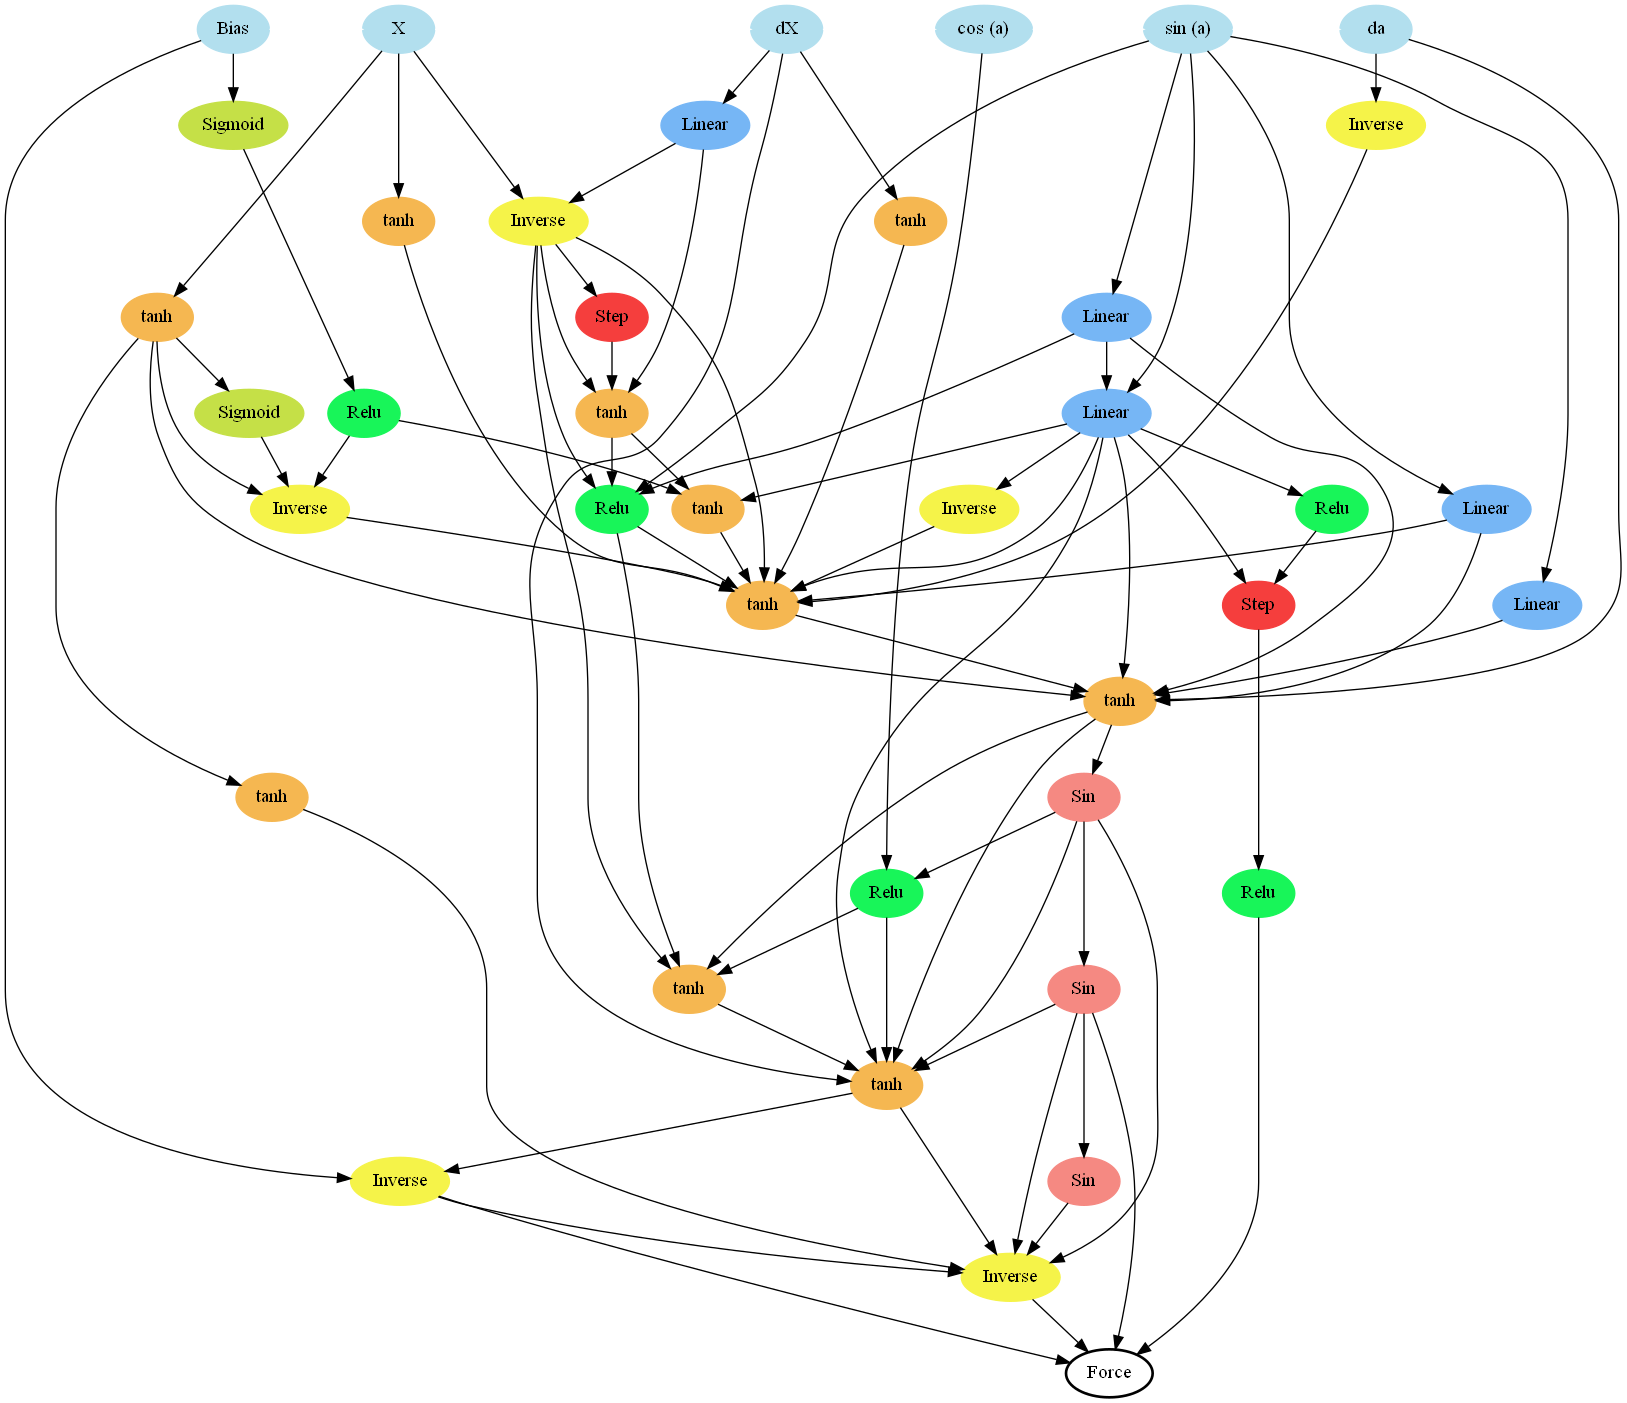 Bias
X
dX
cos (a)
sin (a)
da
Sigmoid
Linear
Inverse
tanh
Inverse
tanh
tanh
Step
Linear
Sigmoid
Relu
tanh
Linear
Inverse
Relu
tanh
Inverse
Relu
Linear
tanh
Step
Linear
tanh
tanh
Sin
Relu
Relu
tanh
Sin
tanh
Inverse
Sin
Inverse
Force